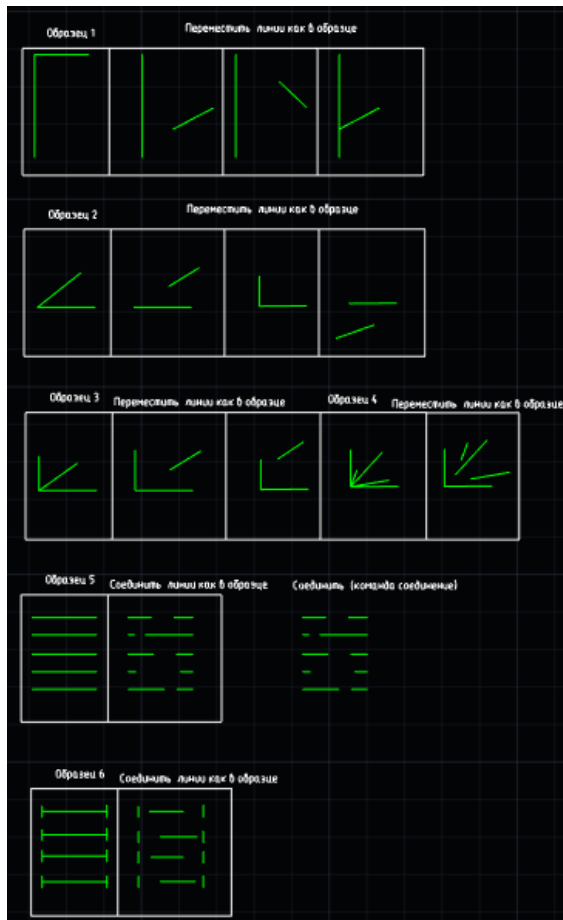 Образец 1
Переместить линии как в образце
Образец 2
Переместить линии как в образце
Образец 3
Переместить линии как в образце
Образец 4
Переместить линии как в образце
Образец 5
Соединить линии как в образце
Соединить (команда соединение)
Образец 6
Соединить линии как в образце